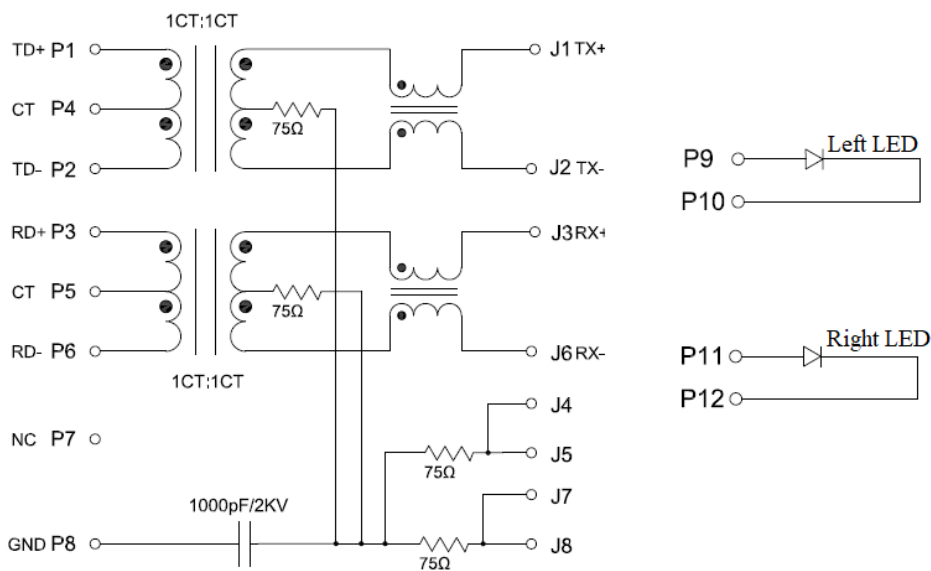 1CT:1CT
TD+ P1
J1 TX+
CT P4
75Ω
TD- P2
J2 TX-
RD+ P3
J3 RX+
CT P5
75Ω
RD- P6
J6 RX-
1CT:1CT
J4
NC P7
J5
75Ω
J7
1000pF/2KV
GND P8
J8
75Ω
Left LED
P9
P10
Right LED
P11
P12